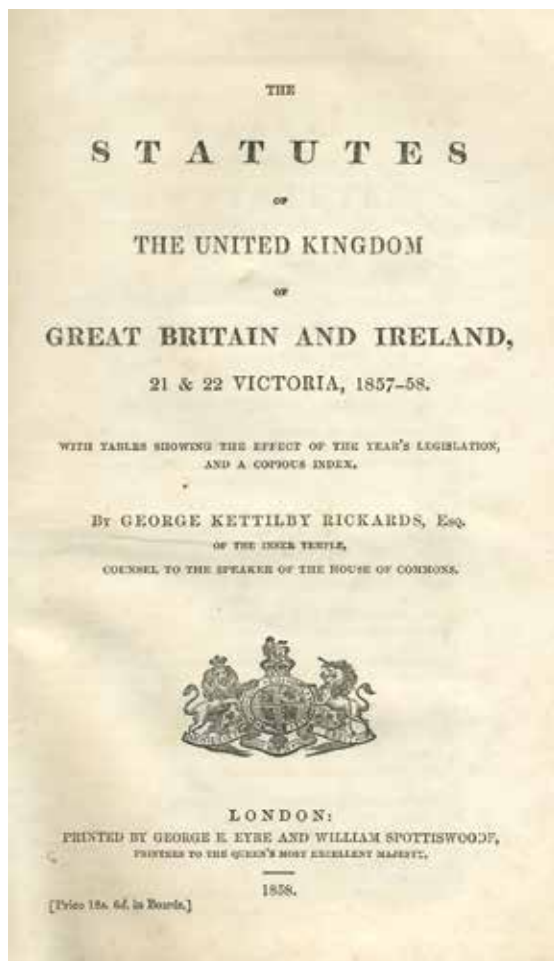 THE
STATUTES
OF
THE UNITED KINGDOM
OF
GREAT BRITAIN AND IRELAND,
21 & 22 VICTORIA, 1857-58.
WITH TABLES SHOWING THE EFFECT OF THE YEAR'S LEGISLATION,
AND A COPIOUS INDEX.
BY GEORGE KETTILBY RICKARDS, ESQ.
OF THE INNER TEMPLE,
COUNSEL TO THE SPEAKER OF THE HOUSE OF COMMONS.
LONDON:
PRINTED BY GEORGE E. EYRE AND WILLIAM SPOTTISWOODE,
PRINTERS TO THE QUEEN'S MOST EXCELLENT MAJESTY.
1858.
[Price 18s. 6d. in Boards.]